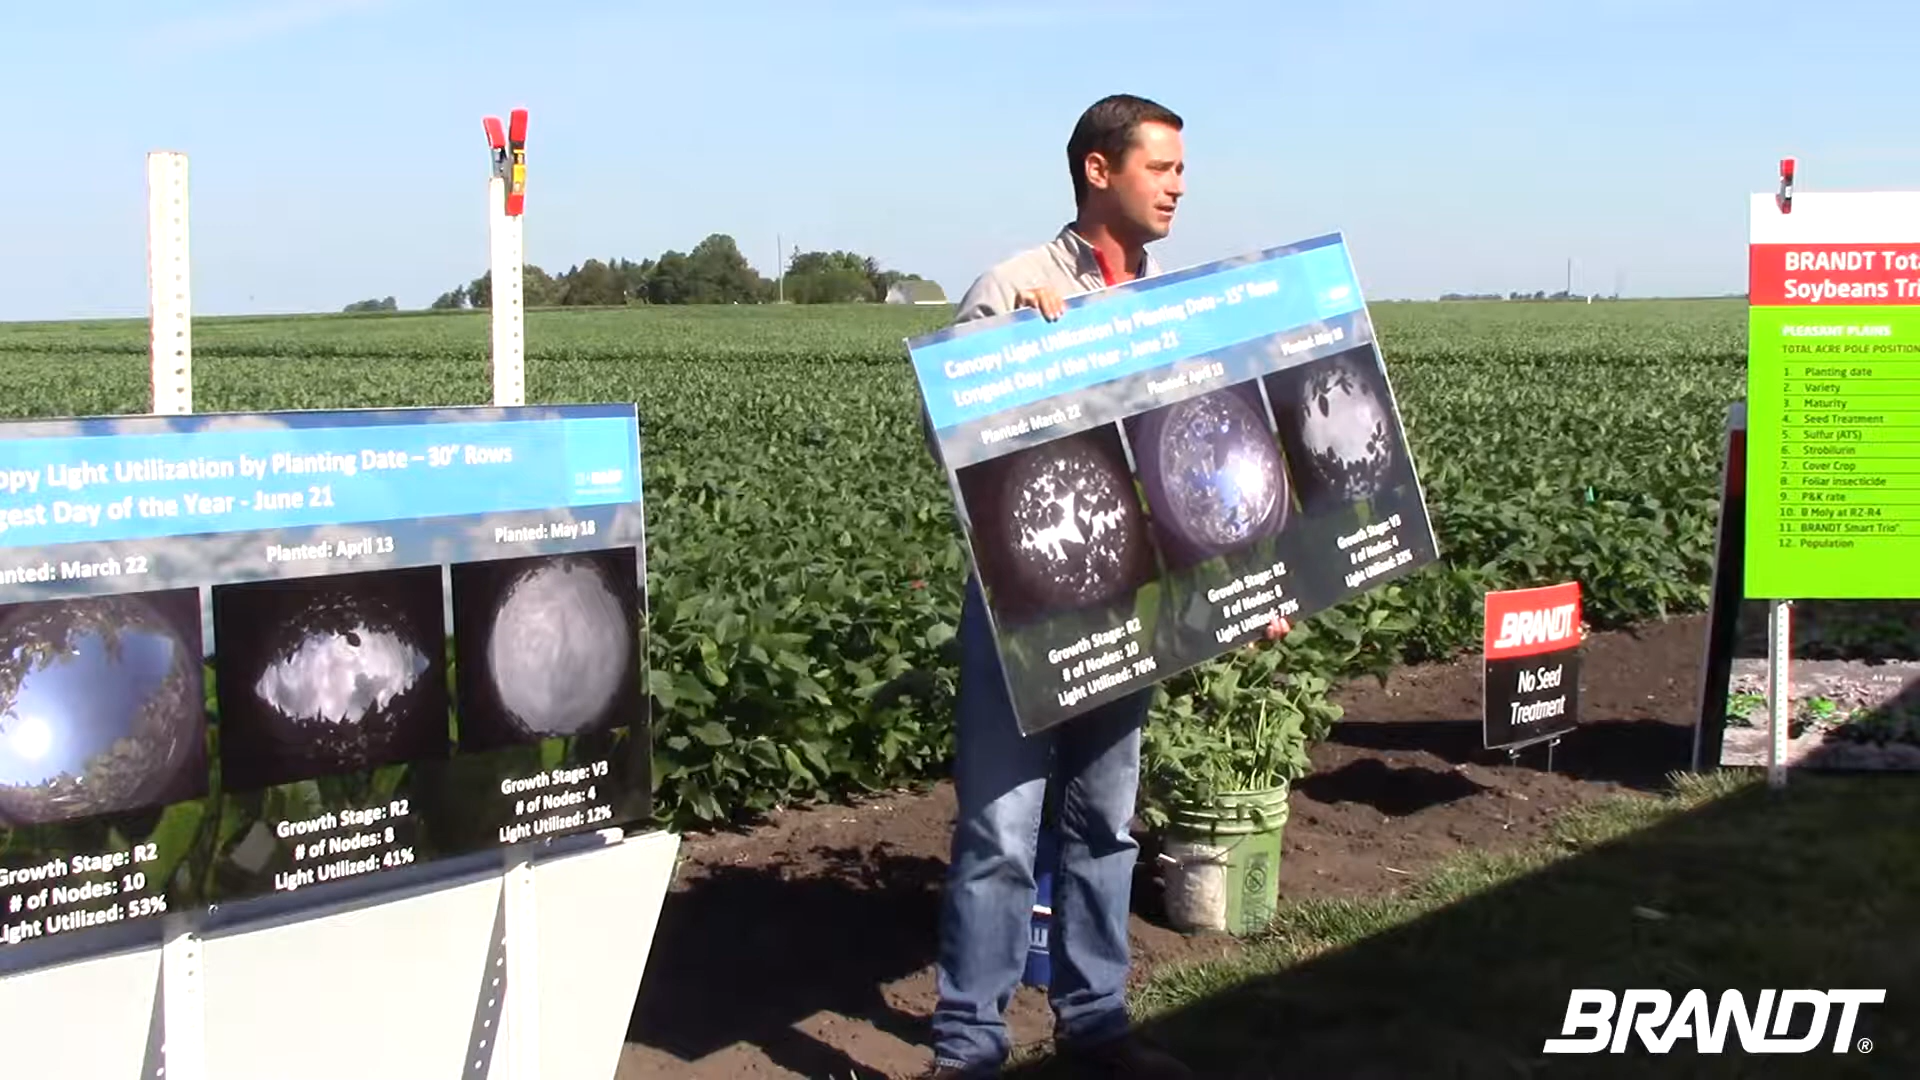 opy Light Utilization by Planting Date – 30" Rows
gest Day of the Year - June 21
anted: March 22
Planted: April 13
Planted: May 18
Growth Stage: R2
# of Nodes: 10
Light Utilized: 53%
Growth Stage: R2
# of Nodes: 8
Light Utilized: 41%
Growth Stage: V3
# of Nodes: 4
Light Utilized: 12%
Canopy Light Utilization by Planting Date – 15" Rows
Longest Day of the Year - June 21
Planted: March 22
Planted: April 13
Planted: May 18
Growth Stage: R2
# of Nodes: 10
Light Utilized: 76%
Growth Stage: R2
# of Nodes: 8
Light Utilized: 75%
Growth Stage: V3
# of Nodes: 4
Light Utilized:
BRANDT
No Seed
Treatment
BRANDT Tota
Soybeans Tri
PLEASANT PLAINS
TOTAL ACRE POLE POSITION
1. Planting date
2. Variety
3. Maturity
4. Seed Treatment
5. Sulfur (ATS)
6. Strobilurin
7. Cover Crop
8. Foliar insecticide
9. P&K rate
10. B Moly at R2-R4
11. BRANDT Smart Trio®
12. Population
BRANDT®